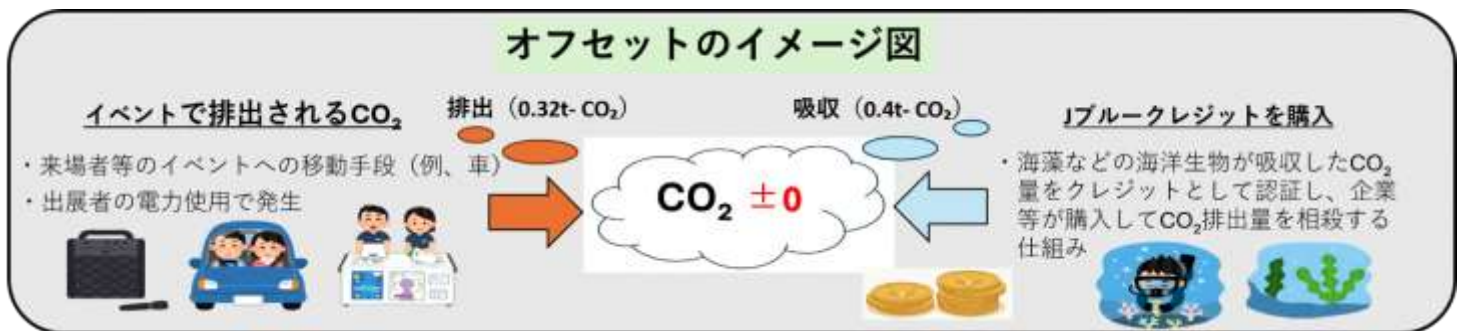 オフセットのイメージ図
イベントで排出されるCO₂
・来場者等のイベントへの移動手段（例、車）
・出展者の電力使用で発生
排出（0.32t- CO₂）
CO₂ ±0
吸収（0.4t- CO₂）
Jブルークレジットを購入
・海藻などの海洋生物が吸収したCO₂
量をクレジットとして認証し、企業
等が購入してCO₂排出量を相殺する
仕組み